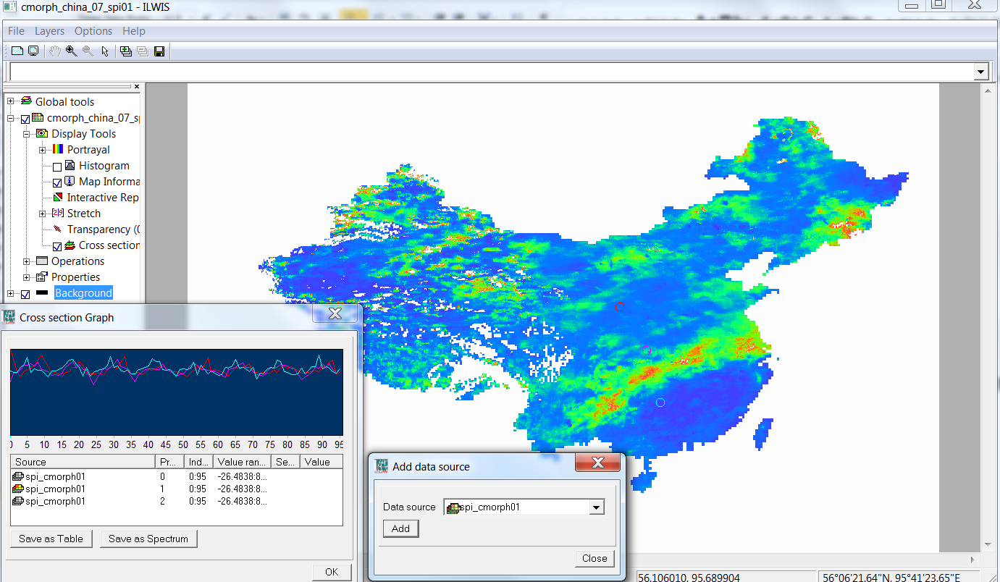 cmorph_china_07_spi01 - ILWIS
File Layers Options Help
Global tools
cmorph_china_07_sp
Display Tools
Portrayal
Histogram
Map Informa
Interactive Rep
Stretch
Transparency (0
Cross section
Operations
Properties
Background
Cross section Graph
0 5 10 15 20 25 30 35 40 45 50 55 60 65 70 75 80 85 90 95
Source Pr... Ind... Value ran... Se... Value
spi_cmorph01 0 0:95 -26.4838:8...
spi_cmorph01 1 0:95 -26.4838:8...
spi_cmorph01 2 0:95 -26.4838:8...
Save as Table Save as Spectrum
OK
Add data source
Data source spi_cmorph01
Add
Close
56.106010, 95.689904 56°06'21.64"N, 95°41'23.65"E